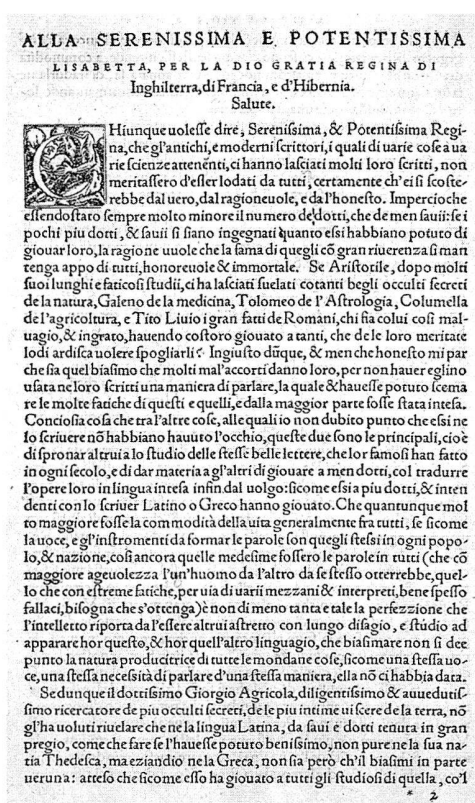 ALLA SERENISSIMA E POTENTISSIMA
LISABETTA, PER LA DIO GRATIA REGINA DI
Inghilterra, di Francia, e d'Hibernia.
Salute.
CHiunque uolesse dire, Serenissima, & Potentissima Regi-
na, che gl'antichi, e moderni scrittori, i quali di uarie cose a ua
rie scienze attenenti, ci hanno lasciati molti loro scritti, non
meritassero d'esser lodati da tutti, certamente ch'ei si scoste-
rebbe dal uero, dal ragioneuole, e da l'honesto. Impercioche
essendo stato sempre molto minore il numero de' dotti, che de men sauii: se i
pochi piu dotti, & sauii si siano ingegnati quanto essi habbiano potuto di
giouar loro, la ragione uuole che la fama di quegli cō gran riuerenza si man
tenga appo di tutti, honoreuole & immortale. Se Aristotile, dopo molti
suoi lunghi e faticosi studii, ci ha lasciati suelati cotanti begli occulti secreti
de la natura, Galeno de la medicina, Tolomeo de l'Astrologia, Columella
de l'agricoltura, e Tito Liuio i gran fatti de Romani, chi sia colui cosi mal-
uagio, & ingrato, hauendo costoro giouato a tanti, che de le loro meritate
lodi ardisca uolere spogliarli? Ingiusto dūque, & men che honesto mi par
che sia quel biasimo che molti mal'accorti danno loro, per non hauer eglino
usata ne loro scritti una maniera di parlare, la quale & hauesse potuto scema
re le molte fatiche di questi e quelli, e dalla maggior parte fosse stata intesa.
Conciosia cosa che tra l'altre cose, alle quali io non dubito punto che essi ne
lo scriuere nō habbiano hauuto l'occhio, queste due sono le principali, cioè
di spronar altrui a lo studio delle stesse belle lettere, che lor famosi han fatto
in ogni secolo, e di dar materia a gl'altri di giouare a men dotti, col tradurre
l'opere loro in lingua intesa infin dal uolgo: sicome essi a piu dotti, & inten
denti con lo scriuer Latino o Greco hanno giouato. Che quantunque mol
to maggiore fosse la commodità della uita generalmente fra tutti, se sicome
la uoce, e gl'instromenti da formar le parole son quegli stessi in ogni popo-
lo, & nazione, così ancora quelle medesime fossero le parole in tutti (che cō
maggiore ageuolezza l'un'huomo da l'altro da se stesso otterrebbe, quel-
lo che con estreme fatiche, per uia di uarii mezzani & interpreti, bene spesso
fallaci, bisogna che s'ottenga) è non di meno tanta e tale la perfezzione che
l'intelletto riporta da l'essere altrui astretto con lungo disagio, e studio ad
apparare hor questo, & hor quell'altro linguagio, che biasimare non si dee
punto la natura producitrice di tutte le mondane cose, sicome una stessa uo-
ce, una stessa necessità di parlare d'una stessa maniera, ella nō ci habbia data.
Se dunque il dottissimo Giorgio Agricola, diligentissimo & auuedutis-
simo ricercatore de piu occulti secreti, de le piu intime uiscere de la terra, nō
gl'ha uoluti riuelare che ne la lingua Latina, da saui e dotti tenuta in gran
pregio, come che fare se l'hauesse potuto benissimo, non pure ne la sua na
tia Thedesca, ma eziandio ne la Greca, non sia però ch'il biasimi in parte
ueruna: atteso che sicome esso ha giouato a tutti gli studiosi di quella, co'l
* 2